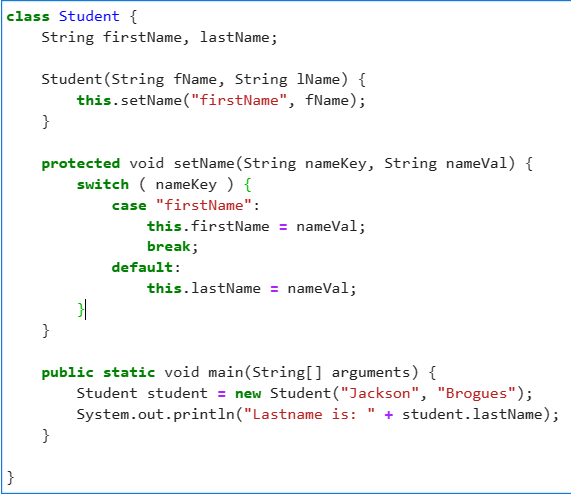 class Student {
    String firstName, lastName;
    Student(String fName, String lName) {
        this.setName("firstName", fName);
    }
    protected void setName(String nameKey, String nameVal) {
        switch ( nameKey ) {
            case "firstName":
                this.firstName = nameVal;
                break;
            default:
                this.lastName = nameVal;
        }
    }
    public static void main(String[] arguments) {
        Student student = new Student("Jackson", "Brogues");
        System.out.println("Lastname is: " + student.lastName);
    }
}